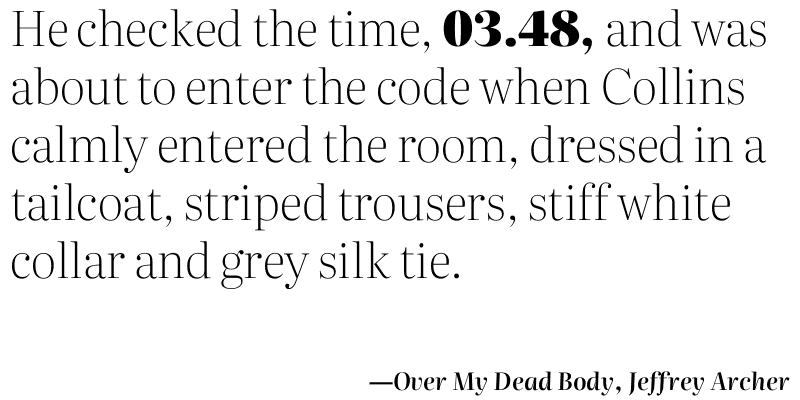 He checked the time, 03.48, and was
about to enter the code when Collins
calmly entered the room, dressed in a
tailcoat, striped trousers, stiff white
collar and grey silk tie.
—Over My Dead Body, Jeffrey Archer